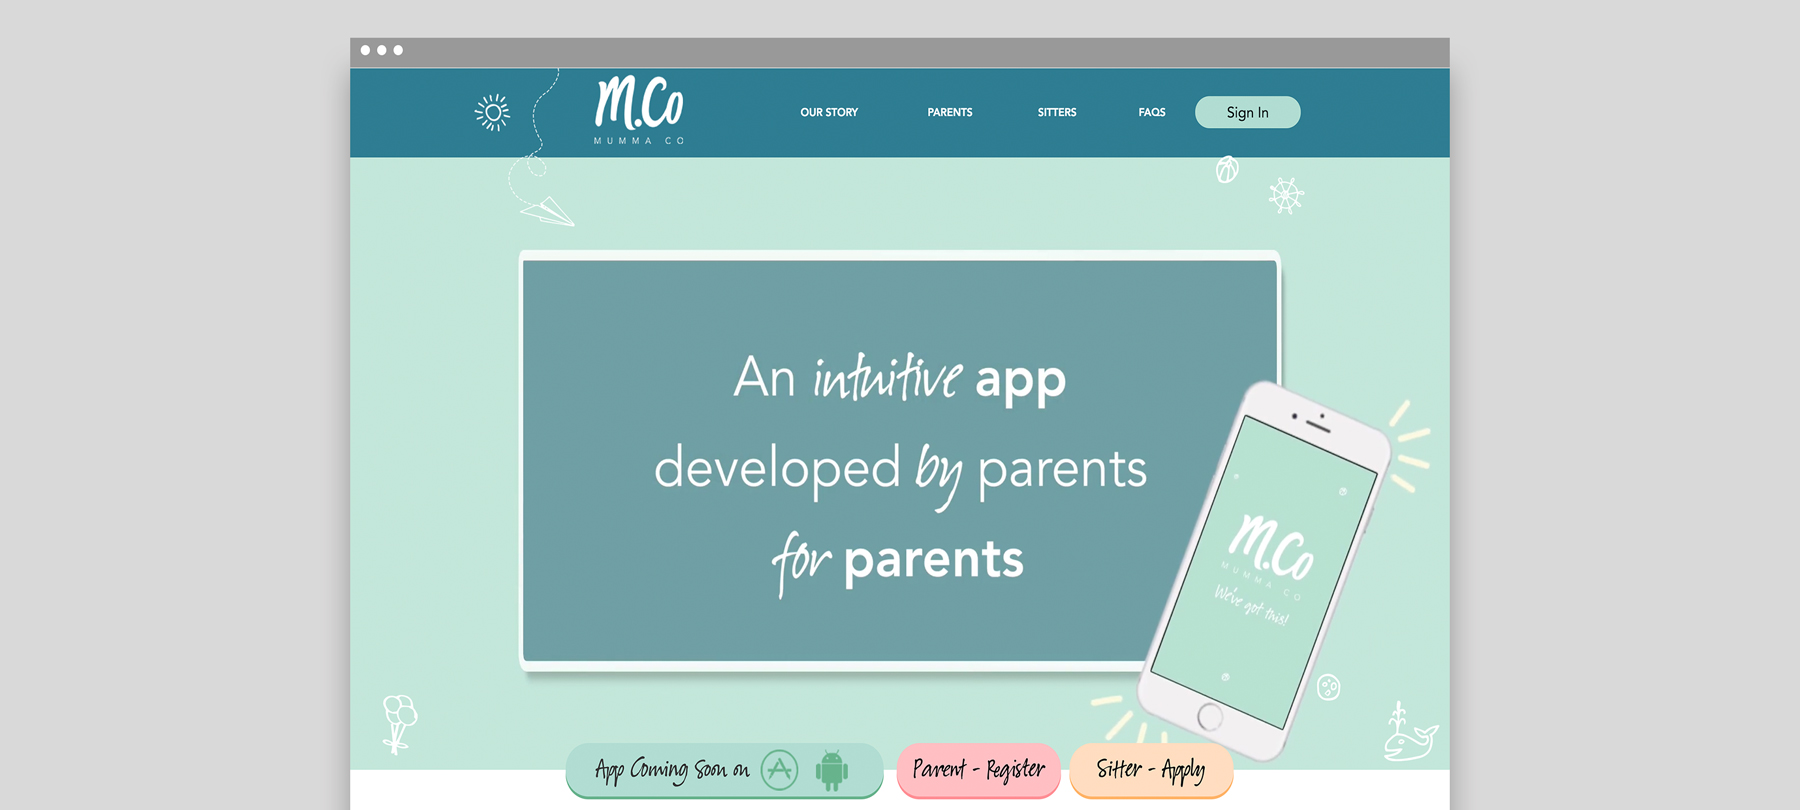 M.Co
MUMMA CO
OUR STORY
PARENTS
SITTERS
FAQS
Sign In
An intuitive app
developed by parents
for parents
M.Co
MUMMA CO
We've got this!
App Coming Soon on
Parent - Register
Sitter - Apply